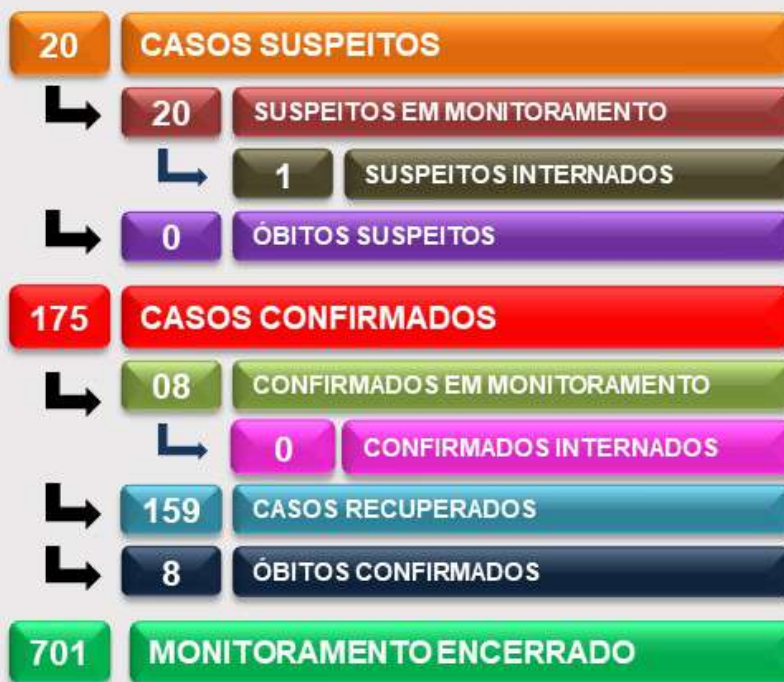 20 CASOS SUSPEITOS
20 SUSPEITOS EM MONITORAMENTO
1 SUSPEITOS INTERNADOS
0 ÓBITOS SUSPEITOS
175 CASOS CONFIRMADOS
08 CONFIRMADOS EM MONITORAMENTO
0 CONFIRMADOS INTERNADOS
159 CASOS RECUPERADOS
8 ÓBITOS CONFIRMADOS
701 MONITORAMENTO ENCERRADO